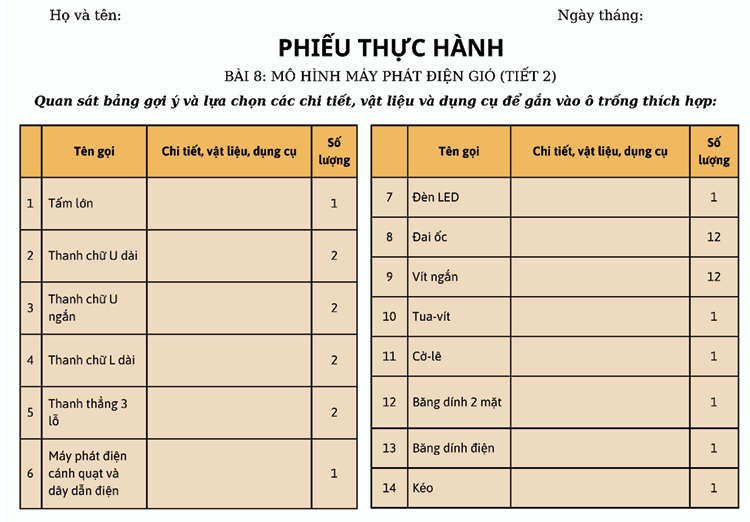 Họ và tên:
Ngày tháng:
PHIẾU THỰC HÀNH
BÀI 8: MÔ HÌNH MÁY PHÁT ĐIỆN GIÓ (TIẾT 2)
Quan sát bảng gợi ý và lựa chọn các chi tiết, vật liệu và dụng cụ để gắn vào ô trống thích hợp:
Tên gọi Chi tiết, vật liệu, dụng cụ Số
lượng
1 Tấm lớn 1
2 Thanh chữ U dài 2
3 Thanh chữ U
ngắn 2
4 Thanh chữ L dài 2
5 Thanh thẳng 3
lỗ 2
6 Máy phát điện
cánh quạt và
dây dẫn điện 1
Tên gọi Chi tiết, vật liệu, dụng cụ Số
lượng
7 Đèn LED 1
8 Đai ốc 12
9 Vít ngắn 12
10 Tua-vít 1
11 Cờ-lê 1
12 Băng dính 2 mặt 1
13 Băng dính điện 1
14 Kéo 1